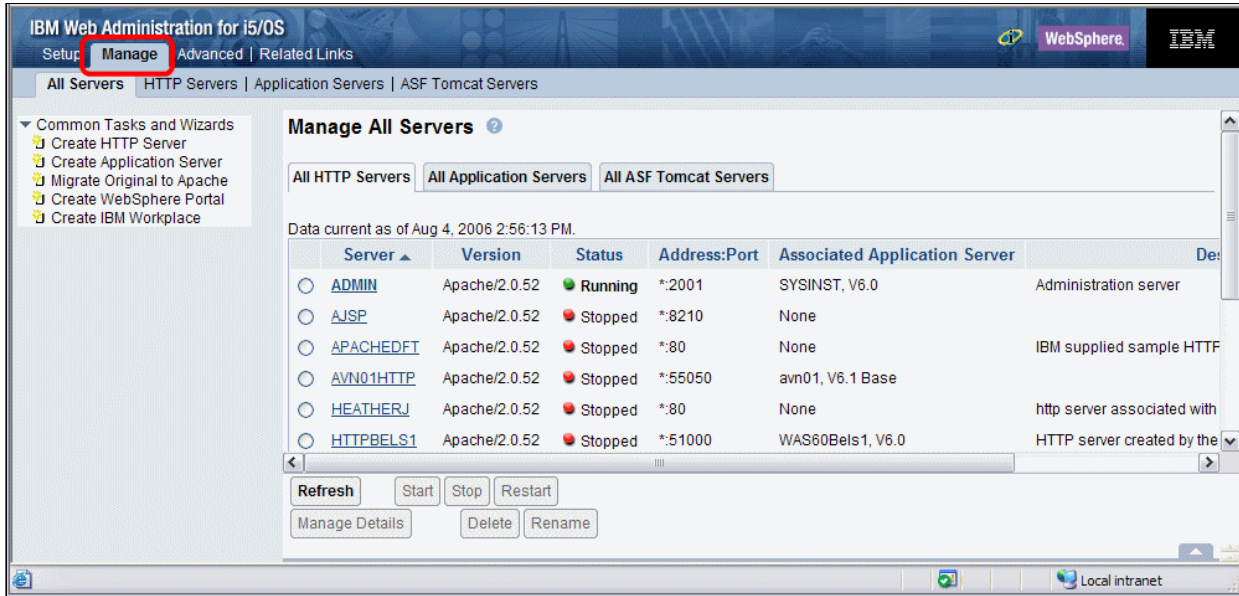 IBM Web Administration for i5/OS
Setup Manage Advanced | Related Links
WebSphere.
IBM
All Servers HTTP Servers | Application Servers | ASF Tomcat Servers
Common Tasks and Wizards
Create HTTP Server
Create Application Server
Migrate Original to Apache
Create WebSphere Portal
Create IBM Workplace
Manage All Servers ?
All HTTP Servers All Application Servers All ASF Tomcat Servers
Data current as of Aug 4, 2006 2:56:13 PM.
Server Version Status Address:Port Associated Application Server Des
ADMIN Apache/2.0.52 Running *:2001 SYSINST, V6.0 Administration server
AJSP Apache/2.0.52 Stopped *:8210 None
APACHEDFT Apache/2.0.52 Stopped *:80 None IBM supplied sample HTTP
AVN01HTTP Apache/2.0.52 Stopped *:55050 avn01, V6.1 Base
HEATHERJ Apache/2.0.52 Stopped *:80 None http server associated with
HTTPBELS1 Apache/2.0.52 Stopped *:51000 WAS60Bels1, V6.0 HTTP server created by the
Refresh Start Stop Restart
Manage Details Delete Rename
Local intranet